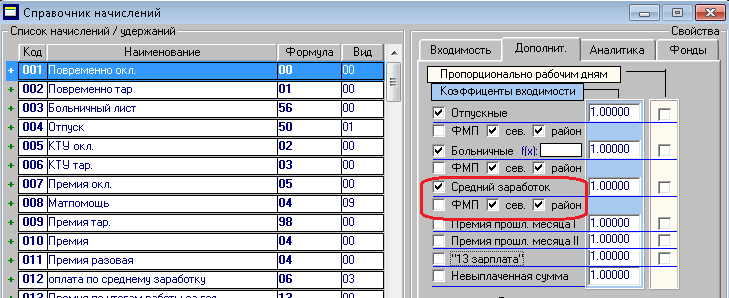 Справочник начислений
Список начислений / удержаний
Код Наименование Формула Вид
+ 001 Повременно окл. 00 00
+ 002 Повременно тар 01 00
+ 003 Больничный лист 56 00
+ 004 Отпуск 50 01
+ 005 КТУ окл. 02 00
+ 006 КТУ тар. 03 00
+ 007 Премия окл. 05 00
+ 008 Матпомощь 04 09
+ 009 Премия тар. 98 00
+ 010 Премия 04 00
+ 011 Премия разовая 04 00
+ 012 оплата по среднему заработку 06 03
Свойства
Входимость Дополнит. Аналитика Фонды
Пропорционально рабочим дням
Коэффиценты входимости
Отпускные 1.00000
ФМП сев. район
Больничные f(x): 1.00000
ФМП сев. район
Средний заработок 1.00000
ФМП сев. район
Премия прошл. месяца I 1.00000
Премия прошл. месяца II 1.00000
"13 зарплата" 1.00000
Невыплаченная сумма 1.00000